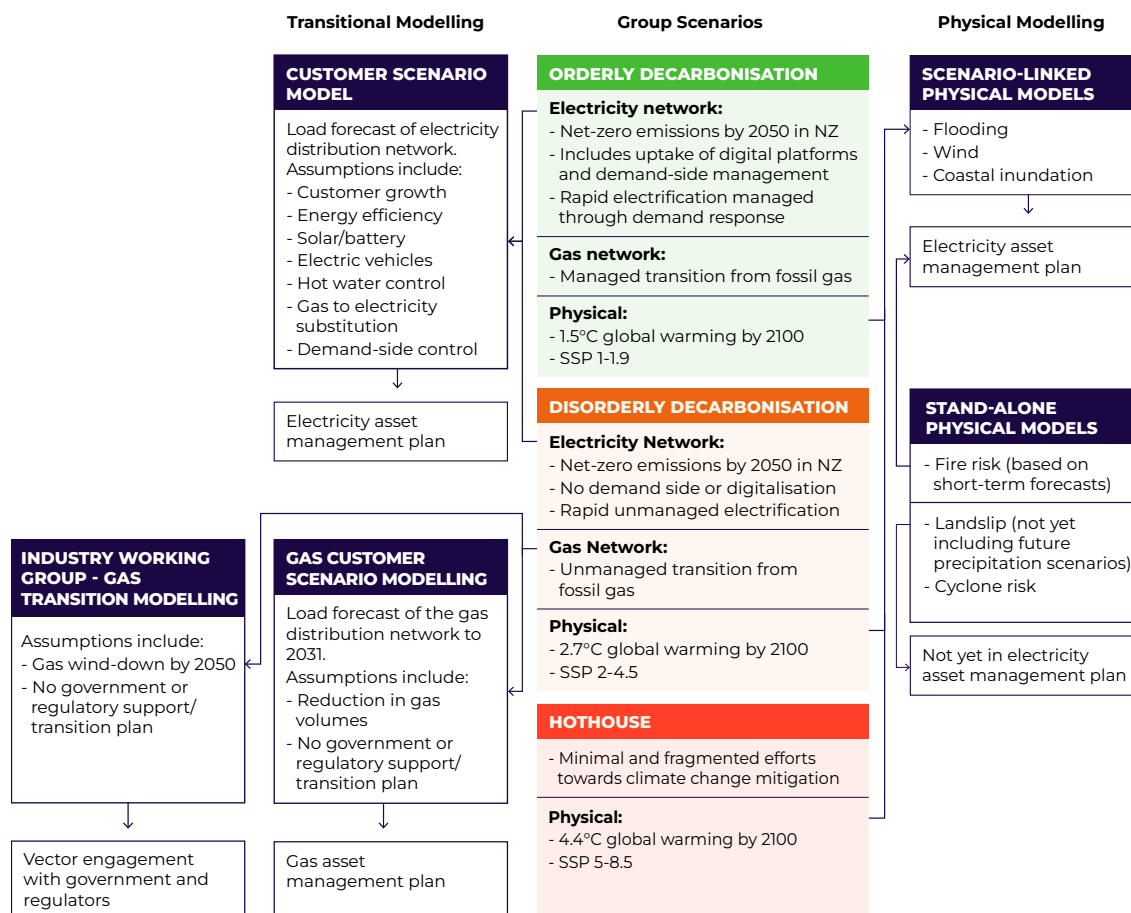 Transitional Modelling
Group Scenarios
Physical Modelling
CUSTOMER SCENARIO
MODEL
Load forecast of electricity
distribution network.
Assumptions include:
- Customer growth
- Energy efficiency
- Solar/battery
- Electric vehicles
- Hot water control
- Gas to electricity
substitution
- Demand-side control
Electricity asset
management plan
INDUSTRY WORKING
GROUP - GAS
TRANSITION MODELLING
Assumptions include:
- Gas wind-down by 2050
- No government or
regulatory support/
transition plan
Vector engagement
with government and
regulators
GAS CUSTOMER
SCENARIO MODELLING
Load forecast of the gas
distribution network to
2031.
Assumptions include:
- Reduction in gas
volumes
- No government or
regulatory support/
transition plan
Gas asset
management plan
ORDERLY DECARBONISATION
Electricity network:
- Net-zero emissions by 2050 in NZ
- Includes uptake of digital platforms
and demand-side management
- Rapid electrification managed
through demand response
Gas network:
- Managed transition from fossil gas
Physical:
- 1.5°C global warming by 2100
- SSP 1-1.9
DISORDERLY DECARBONISATION
Electricity Network:
- Net-zero emissions by 2050 in NZ
- No demand side or digitalisation
- Rapid unmanaged electrification
Gas Network:
- Unmanaged transition from
fossil gas
Physical:
- 2.7°C global warming by 2100
- SSP 2-4.5
HOTHOUSE
- Minimal and fragmented efforts
towards climate change mitigation
Physical:
- 4.4°C global warming by 2100
- SSP 5-8.5
SCENARIO-LINKED
PHYSICAL MODELS
- Flooding
- Wind
- Coastal inundation
Electricity asset
management plan
STAND-ALONE
PHYSICAL MODELS
- Fire risk (based on
short-term forecasts)
- Landslip (not yet
including future
precipitation scenarios)
- Cyclone risk
Not yet in electricity
asset management plan